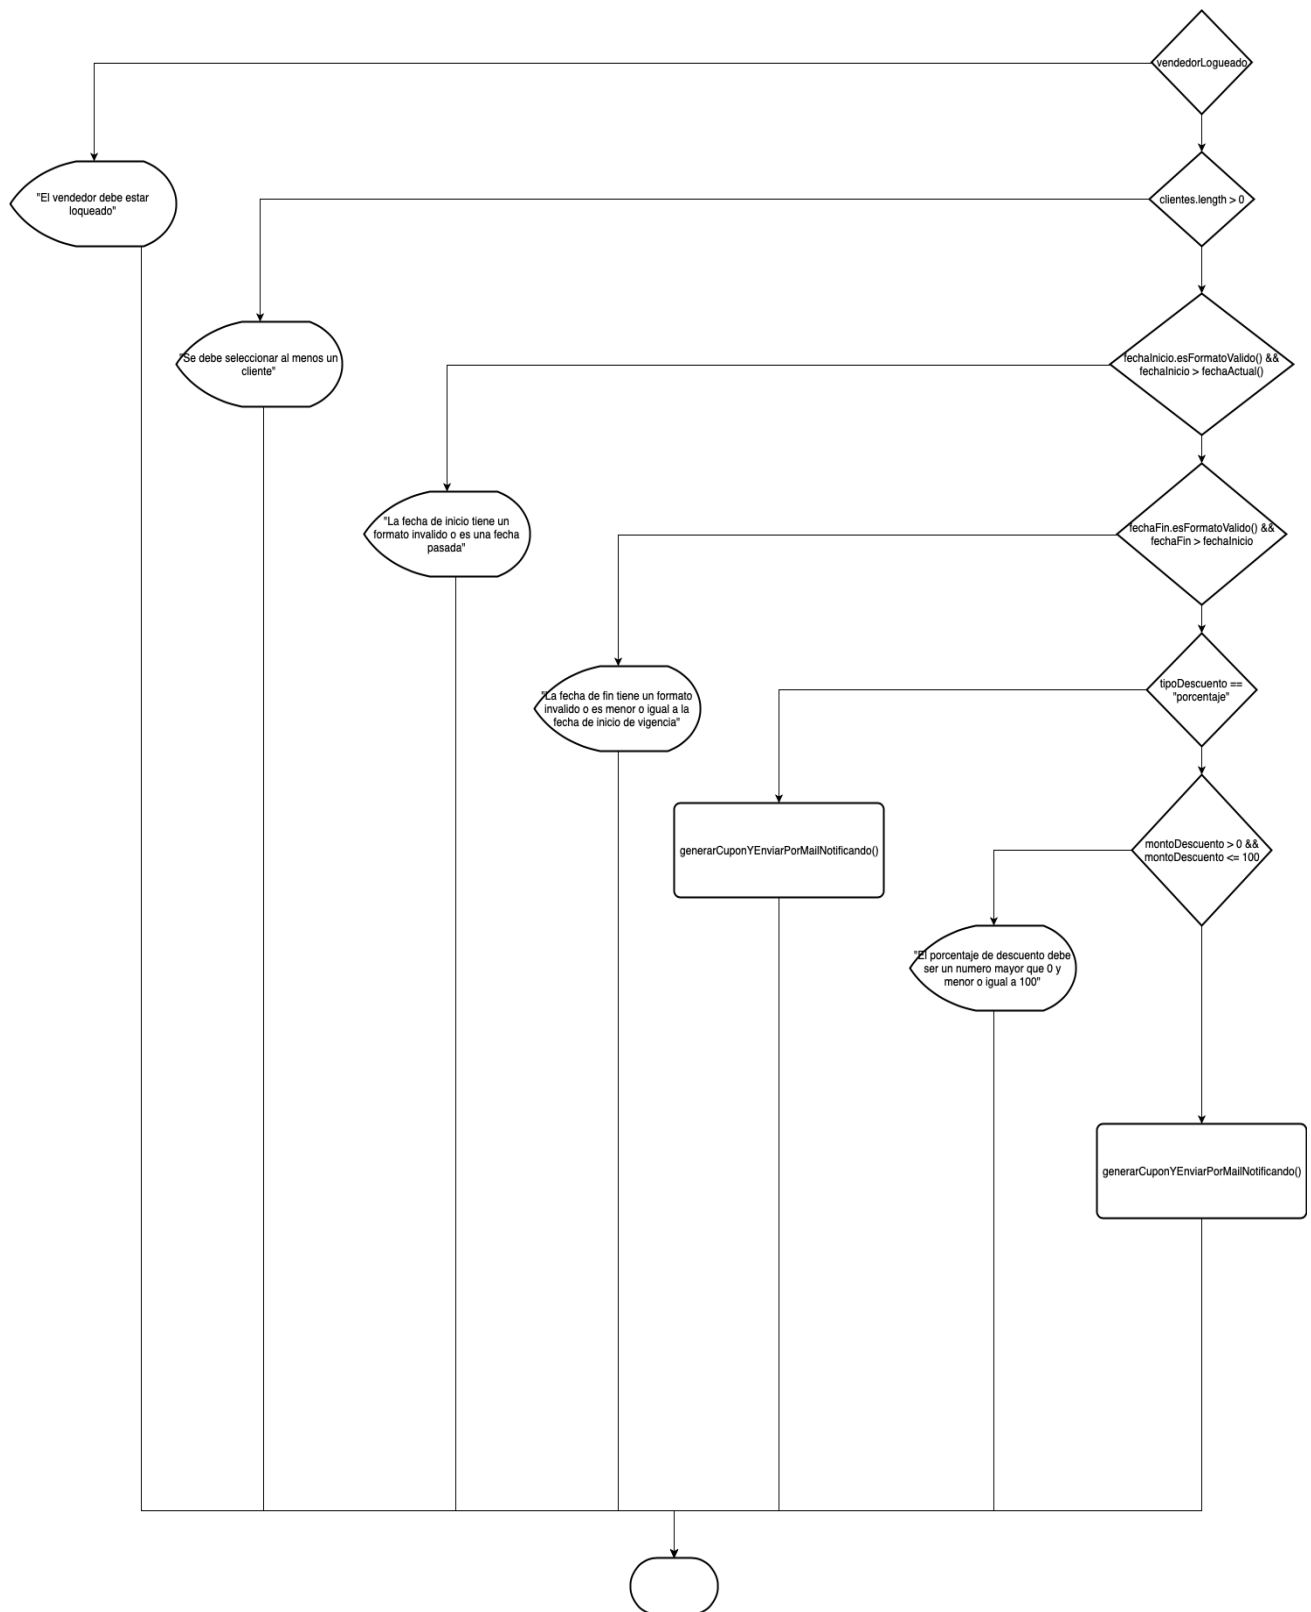 vendedorLogueado
"El vendedor debe estar
loqueado"
clientes.length > 0
"Se debe seleccionar al menos un
cliente"
fechaInicio.esFormatoValido() &&
fechaInicio > fechaActual()
"La fecha de inicio tiene un
formato invalido o es una fecha
pasada"
fechaFin.esFormatoValido() &&
fechaFin > fechaInicio
"La fecha de fin tiene un formato
invalido o es menor o igual a la
fecha de inicio de vigencia"
tipoDescuento ==
"porcentaje"
generarCuponYEnviarPorMailNotificando()
montoDescuento > 0 &&
montoDescuento <= 100
"El porcentaje de descuento debe
ser un numero mayor que 0 y
menor o igual a 100"
generarCuponYEnviarPorMailNotificando()